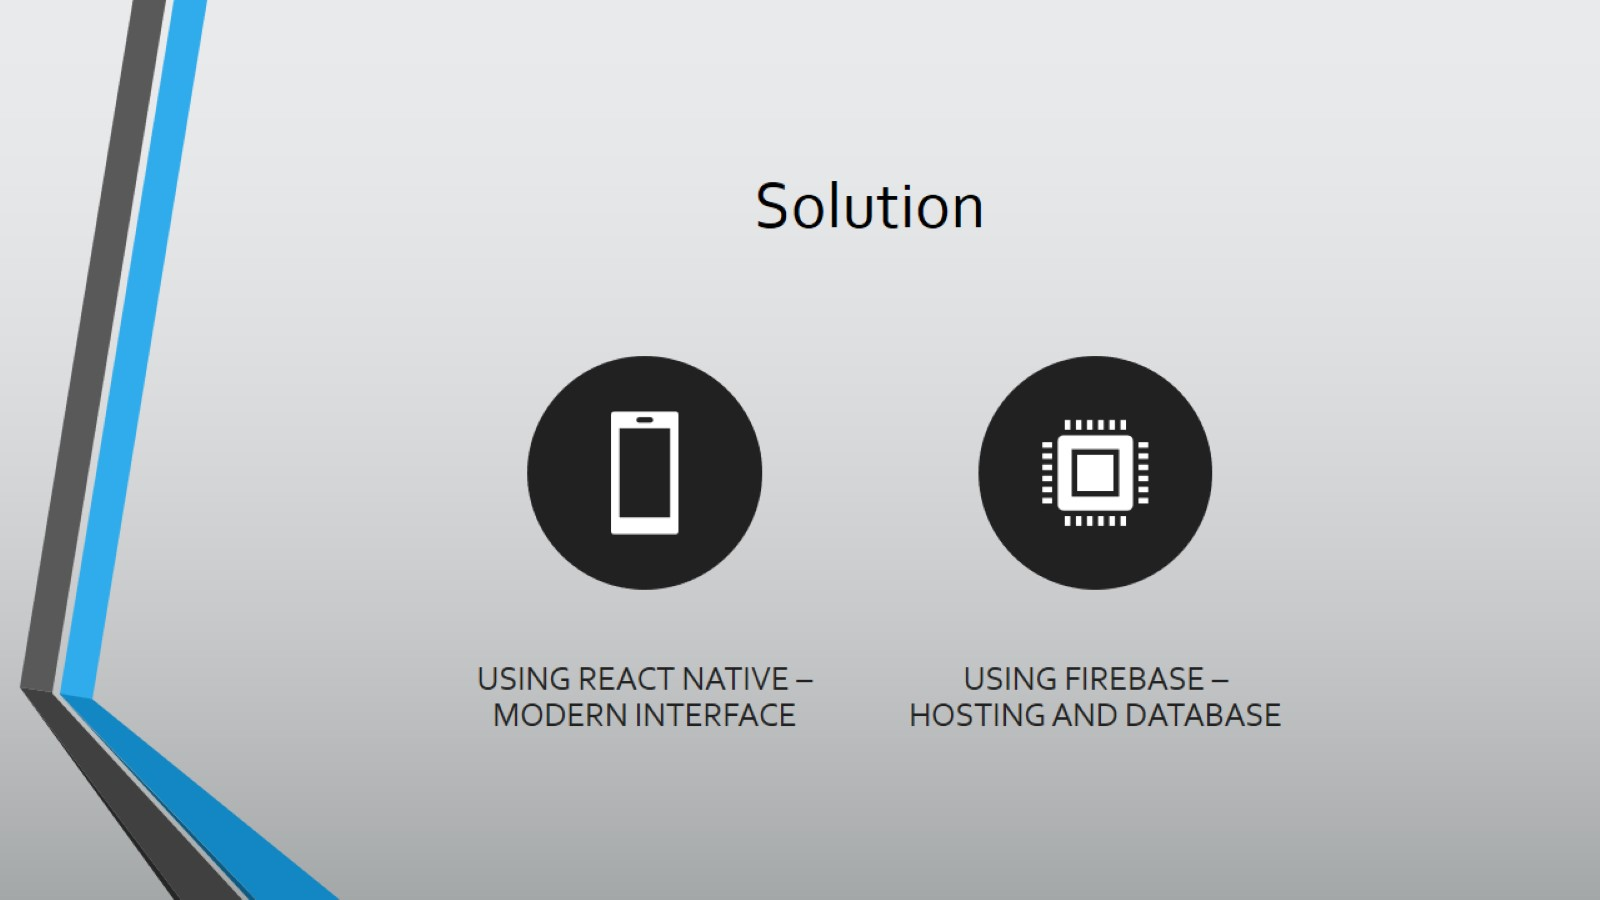 Solution
USING REACT NATIVE –
MODERN INTERFACE
USING FIREBASE –
HOSTING AND DATABASE